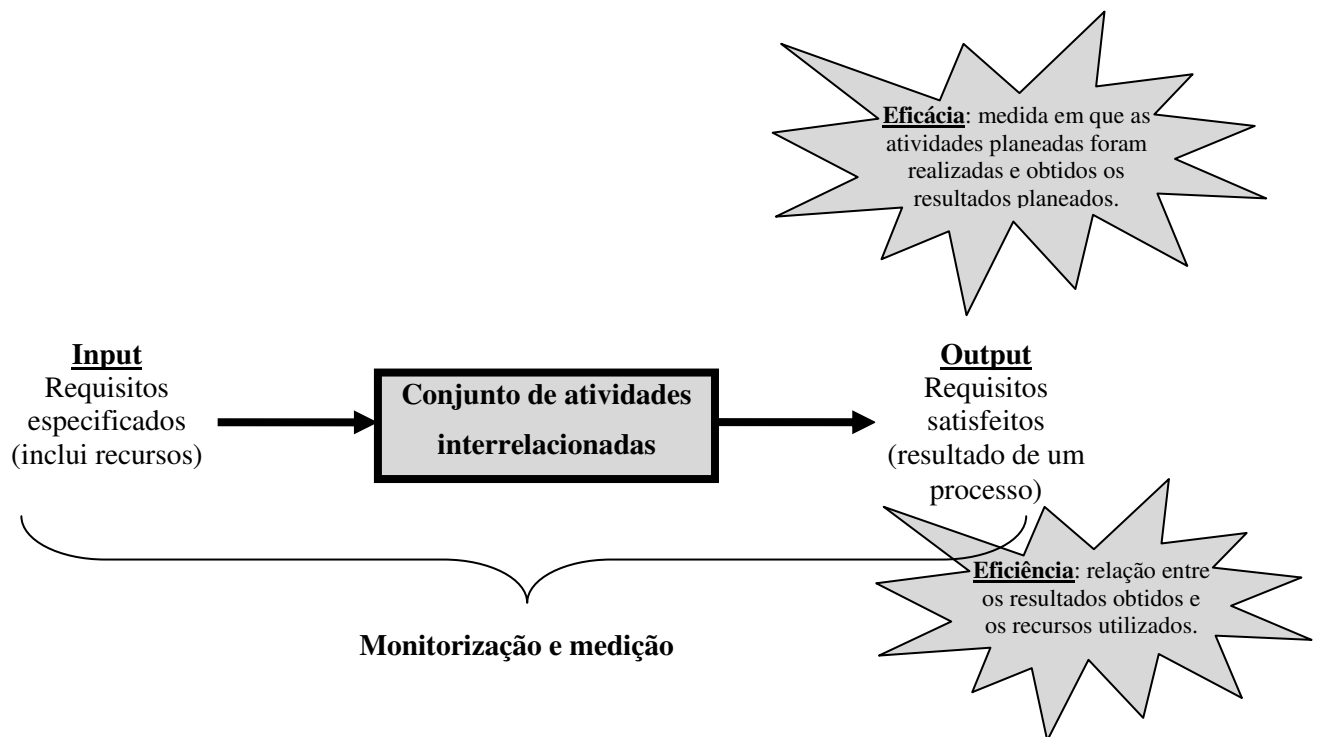 Eficácia: medida em que as
atividades planeadas foram
realizadas e obtidos os
resultados planeados.
Input
Requisitos
especificados
(inclui recursos)
Conjunto de atividades
interrelacionadas
Output
Requisitos
satisfeitos
(resultado de um
processo)
Eficiência: relação entre
os resultados obtidos e
os recursos utilizados.
Monitorização e medição